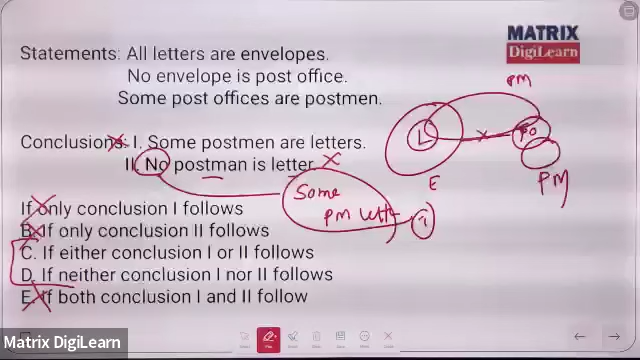 MATRIX
DigiLearn
Statements: All letters are envelopes.
No envelope is post office.
Some post offices are postmen.
Conclusions: I. Some postmen are letters.
II. No postman is letter
If only conclusion I follows
B. If only conclusion II follows
C. If either conclusion I or II follows
D. If neither conclusion I nor II follows
E. If both conclusion I and II follow
PM
L
PO
E
PM
Some
PM
Matrix DigiLearn